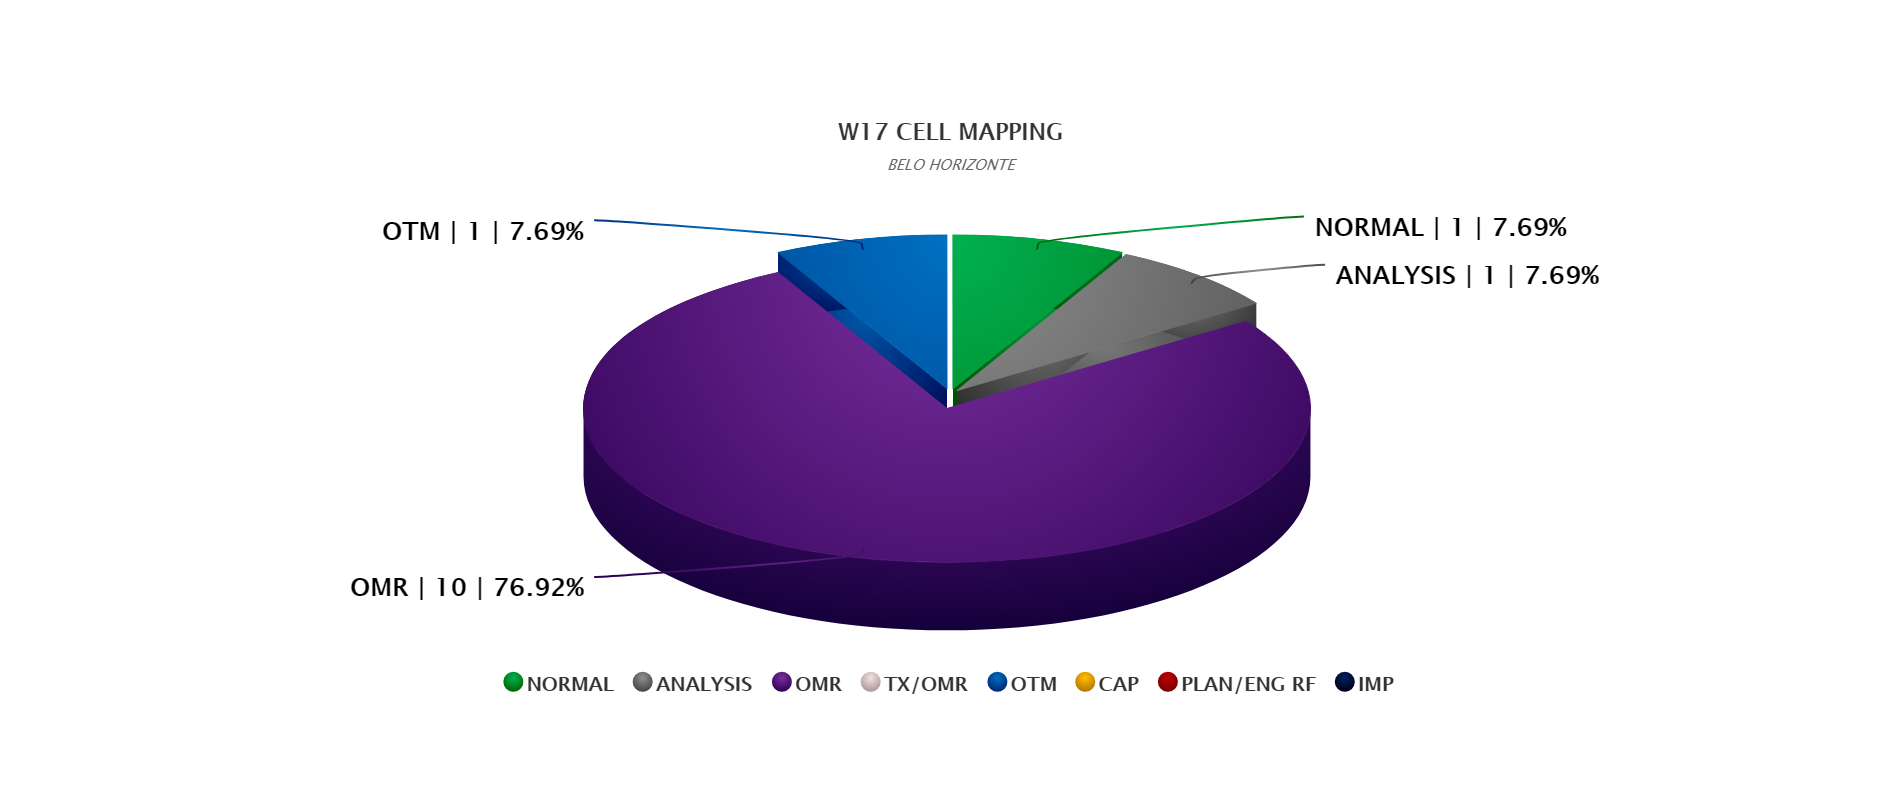 W17 CELL MAPPING
BELO HORIZONTE
OTM | 1 | 7.69%
NORMAL | 1 | 7.69%
ANALYSIS | 1 | 7.69%
OMR | 10 | 76.92%
NORMAL ANALYSIS OMR TX/OMR OTM CAP PLAN/ENG RF IMP